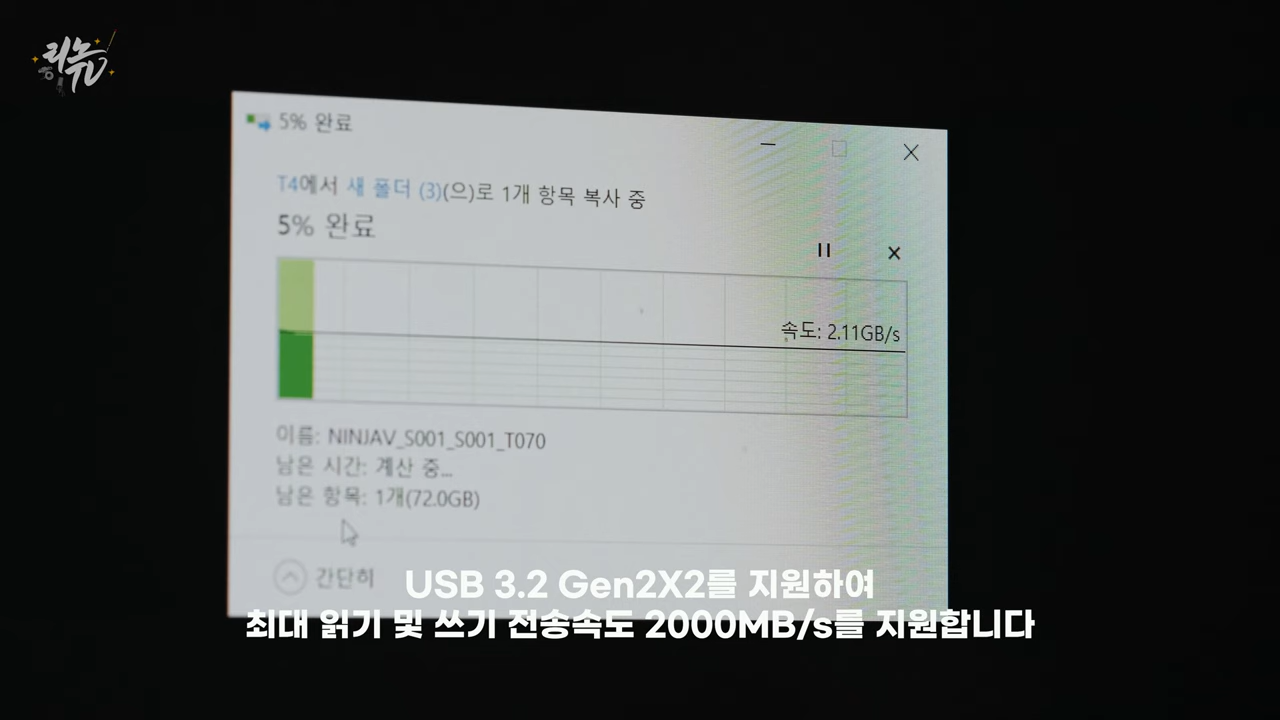 리뉴
TV
5% 완료
T4에서 새 폴더 (3)(으)로 1개 항목 복사 중
5% 완료
속도: 2.11GB/s
이름: NINJAV_S001_S001_T070
남은 시간: 계산 중...
남은 항목: 1개(72.0GB)
간단히
USB 3.2 Gen2X2를 지원하여
최대 읽기 및 쓰기 전송속도 2000MB/s를 지원합니다